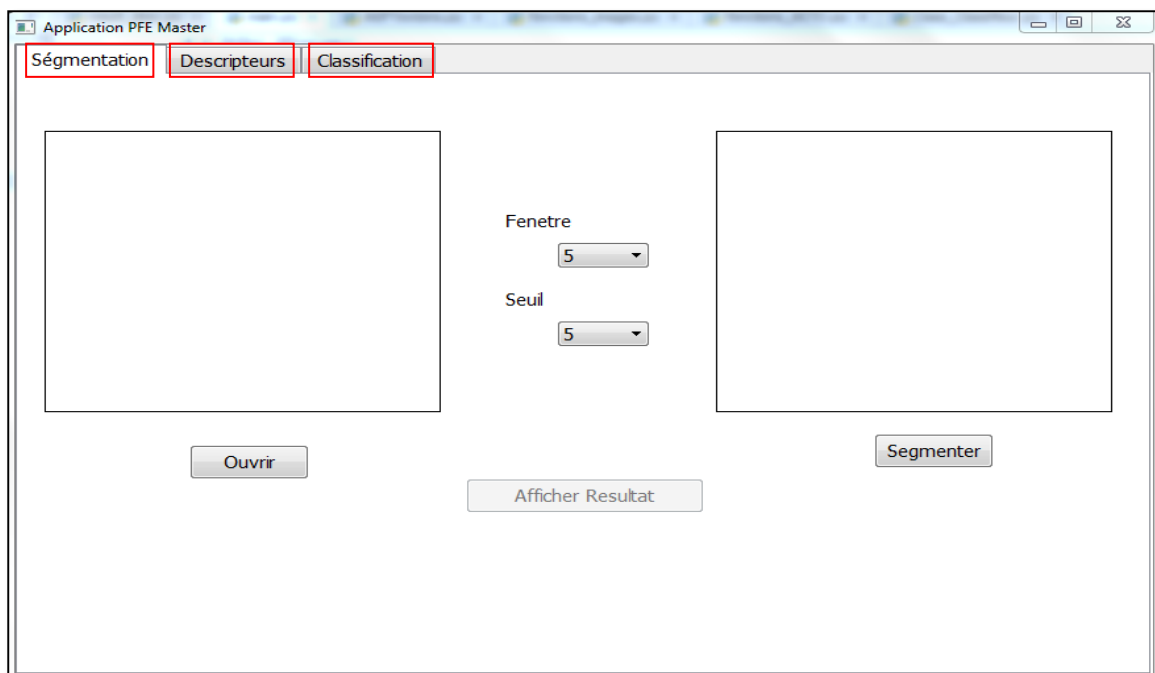 Application PFE Master
Ségmentation Descripteurs Classification
Fenetre
5
Seuil
5
Ouvrir
Segmenter
Afficher Resultat